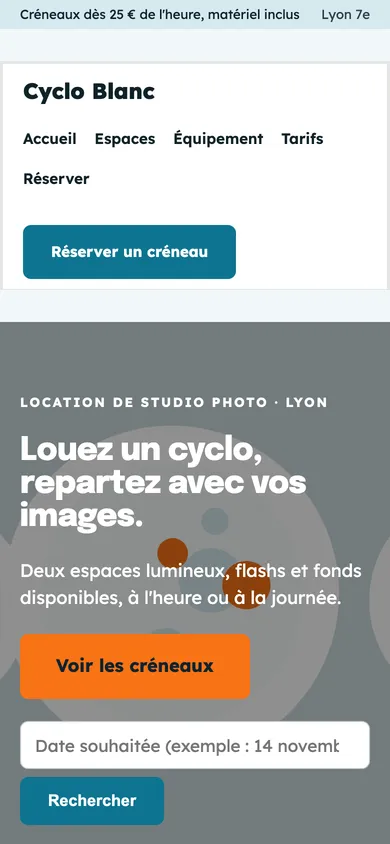 Créneaux dès 25 € de l'heure, matériel inclus Lyon 7e
Cyclo Blanc
Accueil Espaces Équipement Tarifs
Réserver
Réserver un créneau
LOCATION DE STUDIO PHOTO · LYON
Louez un cyclo,
repartez avec vos
images.
Deux espaces lumineux, flashs et fonds
disponibles, à l'heure ou à la journée.
Voir les créneaux
Date souhaitée (exemple : 14 novemb
Rechercher